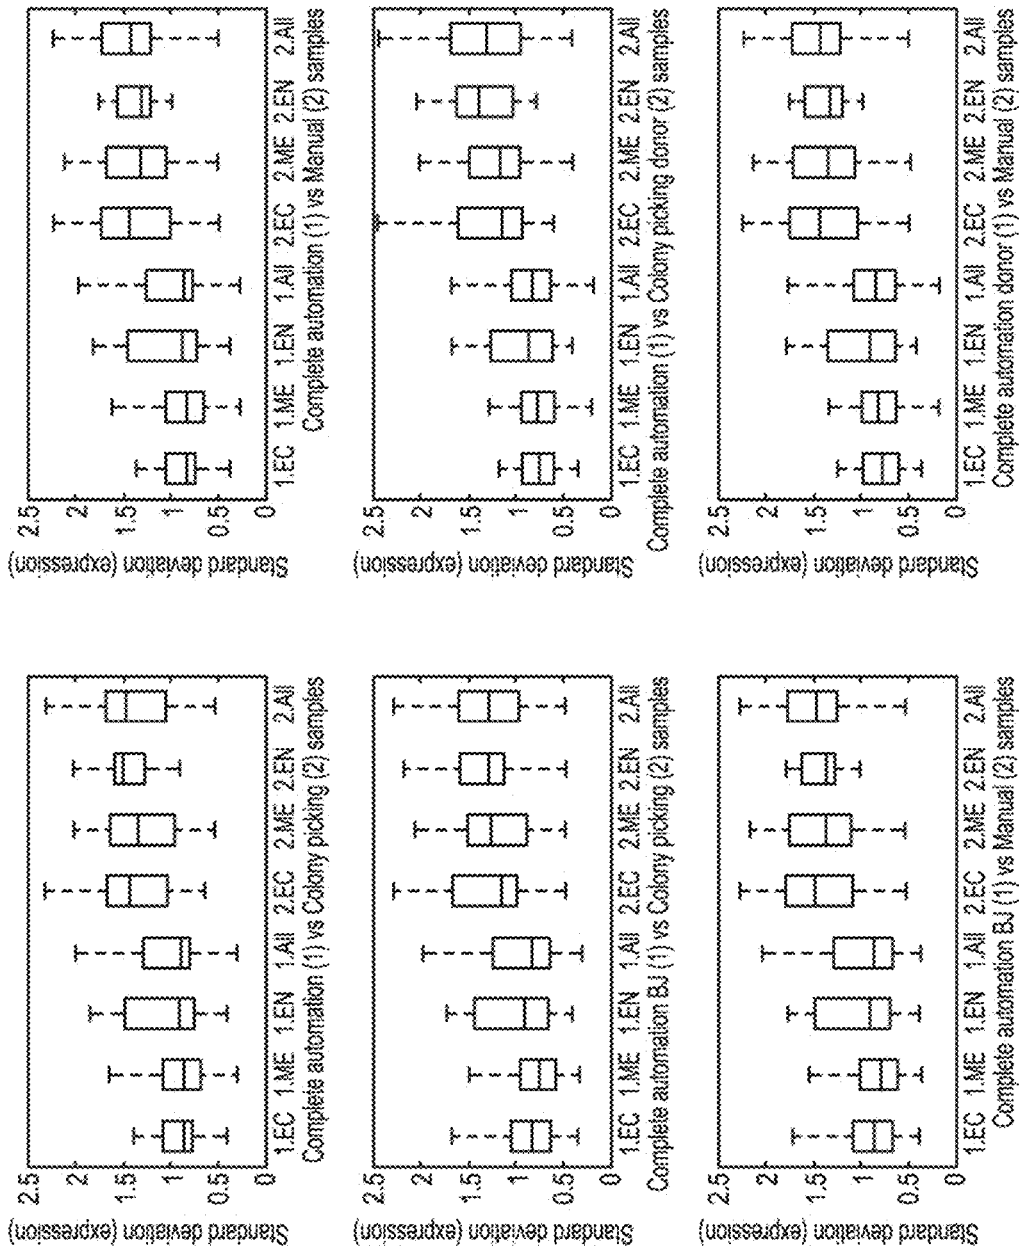 Standard deviation (expression)
2.5
2
1.5
1
0.5
0
1.EC 1.ME 1.EN 1.All 2.EC 2.ME 2.EN 2.All
Complete automation (1) vs Colony picking (2) samples
Standard deviation (expression)
2.5
2
1.5
1
0.5
0
1.EC 1.ME 1.EN 1.All 2.EC 2.ME 2.EN 2.All
Complete automation (1) vs Manual (2) samples
Standard deviation (expression)
2.5
2
1.5
1
0.5
0
1.EC 1.ME 1.EN 1.All 2.EC 2.ME 2.EN 2.All
Complete automation BJ (1) vs Colony picking (2) samples
Standard deviation (expression)
2.5
2
1.5
1
0.5
0
1.EC 1.ME 1.EN 1.All 2.EC 2.ME 2.EN 2.All
Complete automation (1) vs Colony picking donor (2) samples
Standard deviation (expression)
2.5
2
1.5
1
0.5
0
1.EC 1.ME 1.EN 1.All 2.EC 2.ME 2.EN 2.All
Complete automation BJ (1) vs Manual (2) samples
Standard deviation (expression)
2.5
2
1.5
1
0.5
0
1.EC 1.ME 1.EN 1.All 2.EC 2.ME 2.EN 2.All
Complete automation donor (1) vs Manual (2) samples